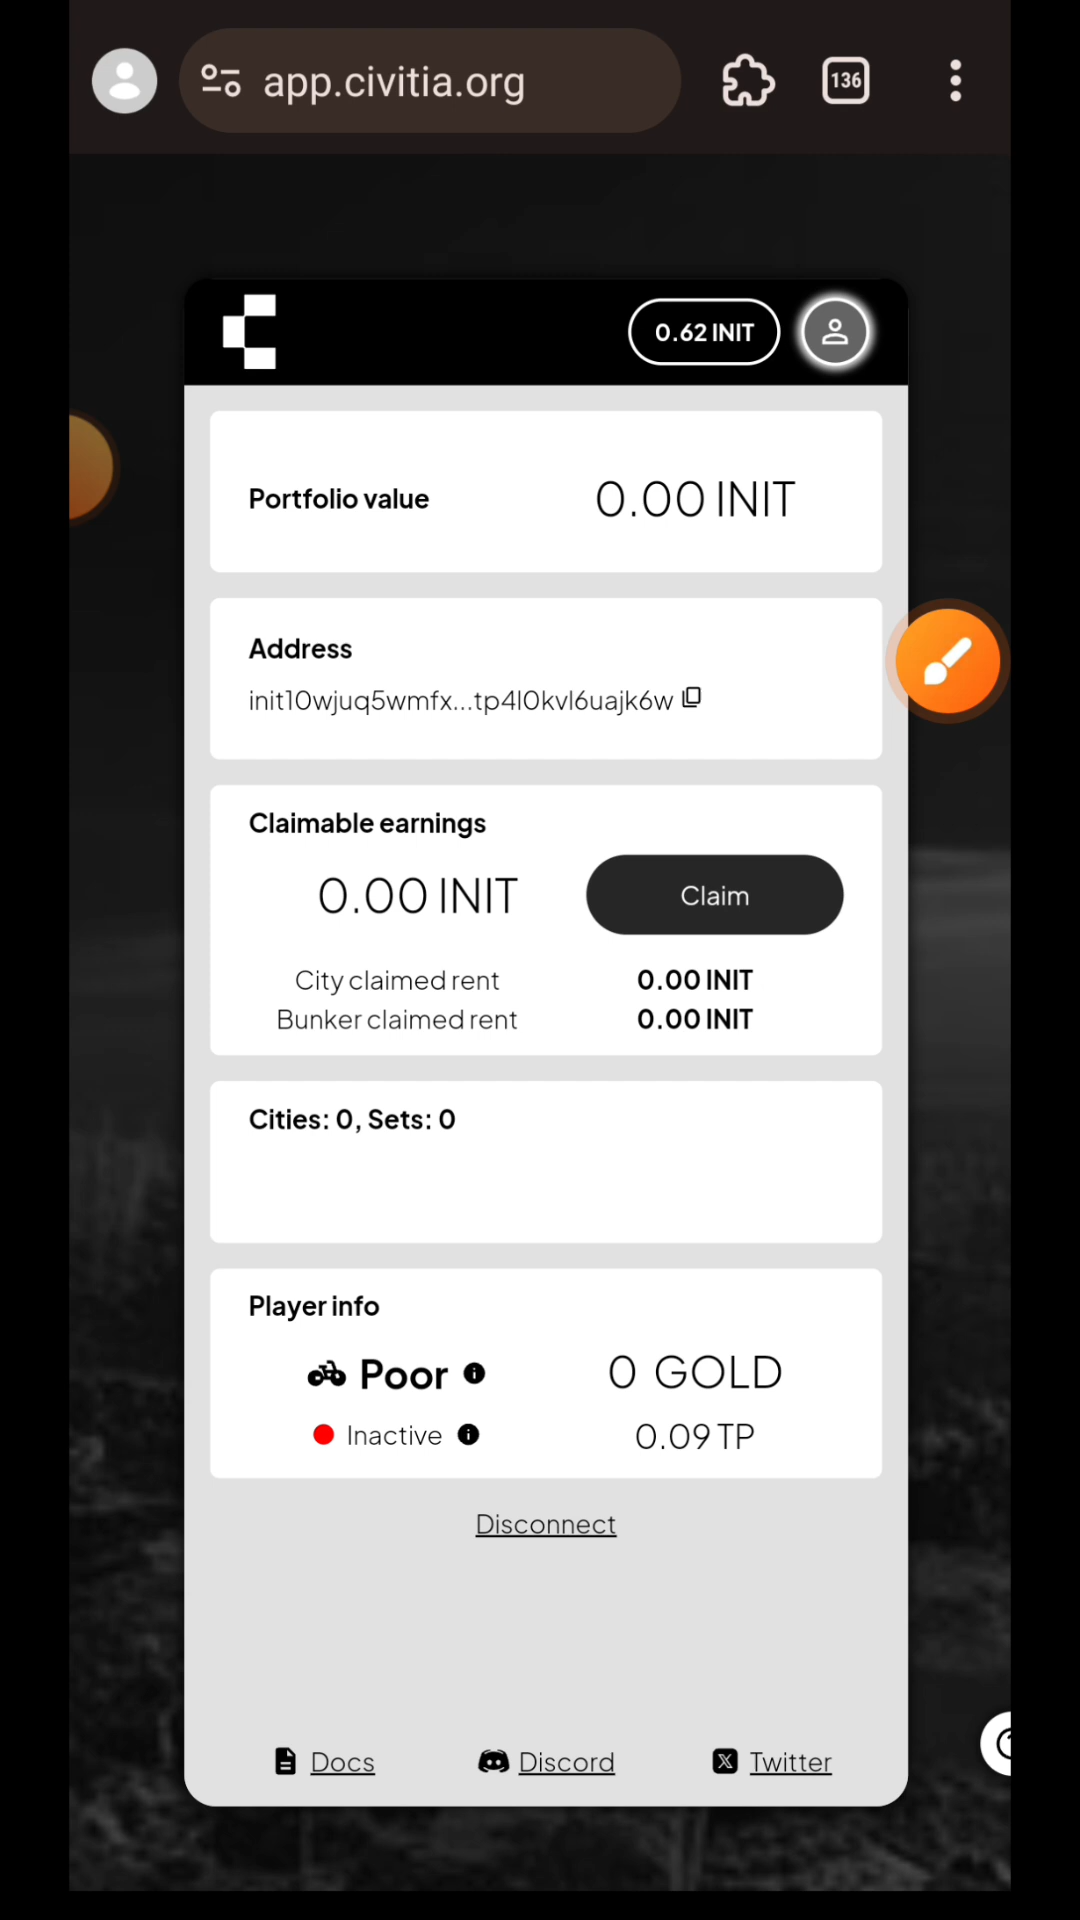 app.civitia.org
136
0.62 INIT
Portfolio value
0.00 INIT
Address
init10wjuq5wmfx...tp4l0kvl6uajk6w
Claimable earnings
0.00 INIT
Claim
City claimed rent
0.00 INIT
Bunker claimed rent
0.00 INIT
Cities: 0, Sets: 0
Player info
Poor
0 GOLD
Inactive
0.09 TP
Disconnect
Docs
Discord
Twitter